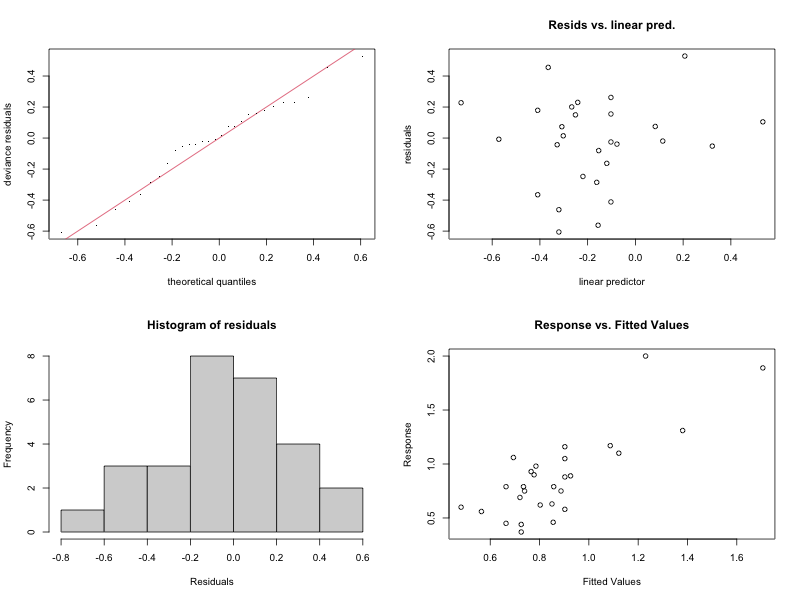 deviance residuals
-0.6 -0.4 -0.2 0.0 0.2 0.4
-0.6 -0.4 -0.2 0.0 0.2 0.4 0.6
theoretical quantiles
Resids vs. linear pred.
residuals
-0.6 -0.4 -0.2 0.0 0.2 0.4
-0.6 -0.4 -0.2 0.0 0.2 0.4
linear predictor
Histogram of residuals
Frequency
0 2 4 6 8
-0.8 -0.6 -0.4 -0.2 0.0 0.2 0.4 0.6
Residuals
Response vs. Fitted Values
Response
0.5 1.0 1.5 2.0
0.6 0.8 1.0 1.2 1.4 1.6
Fitted Values